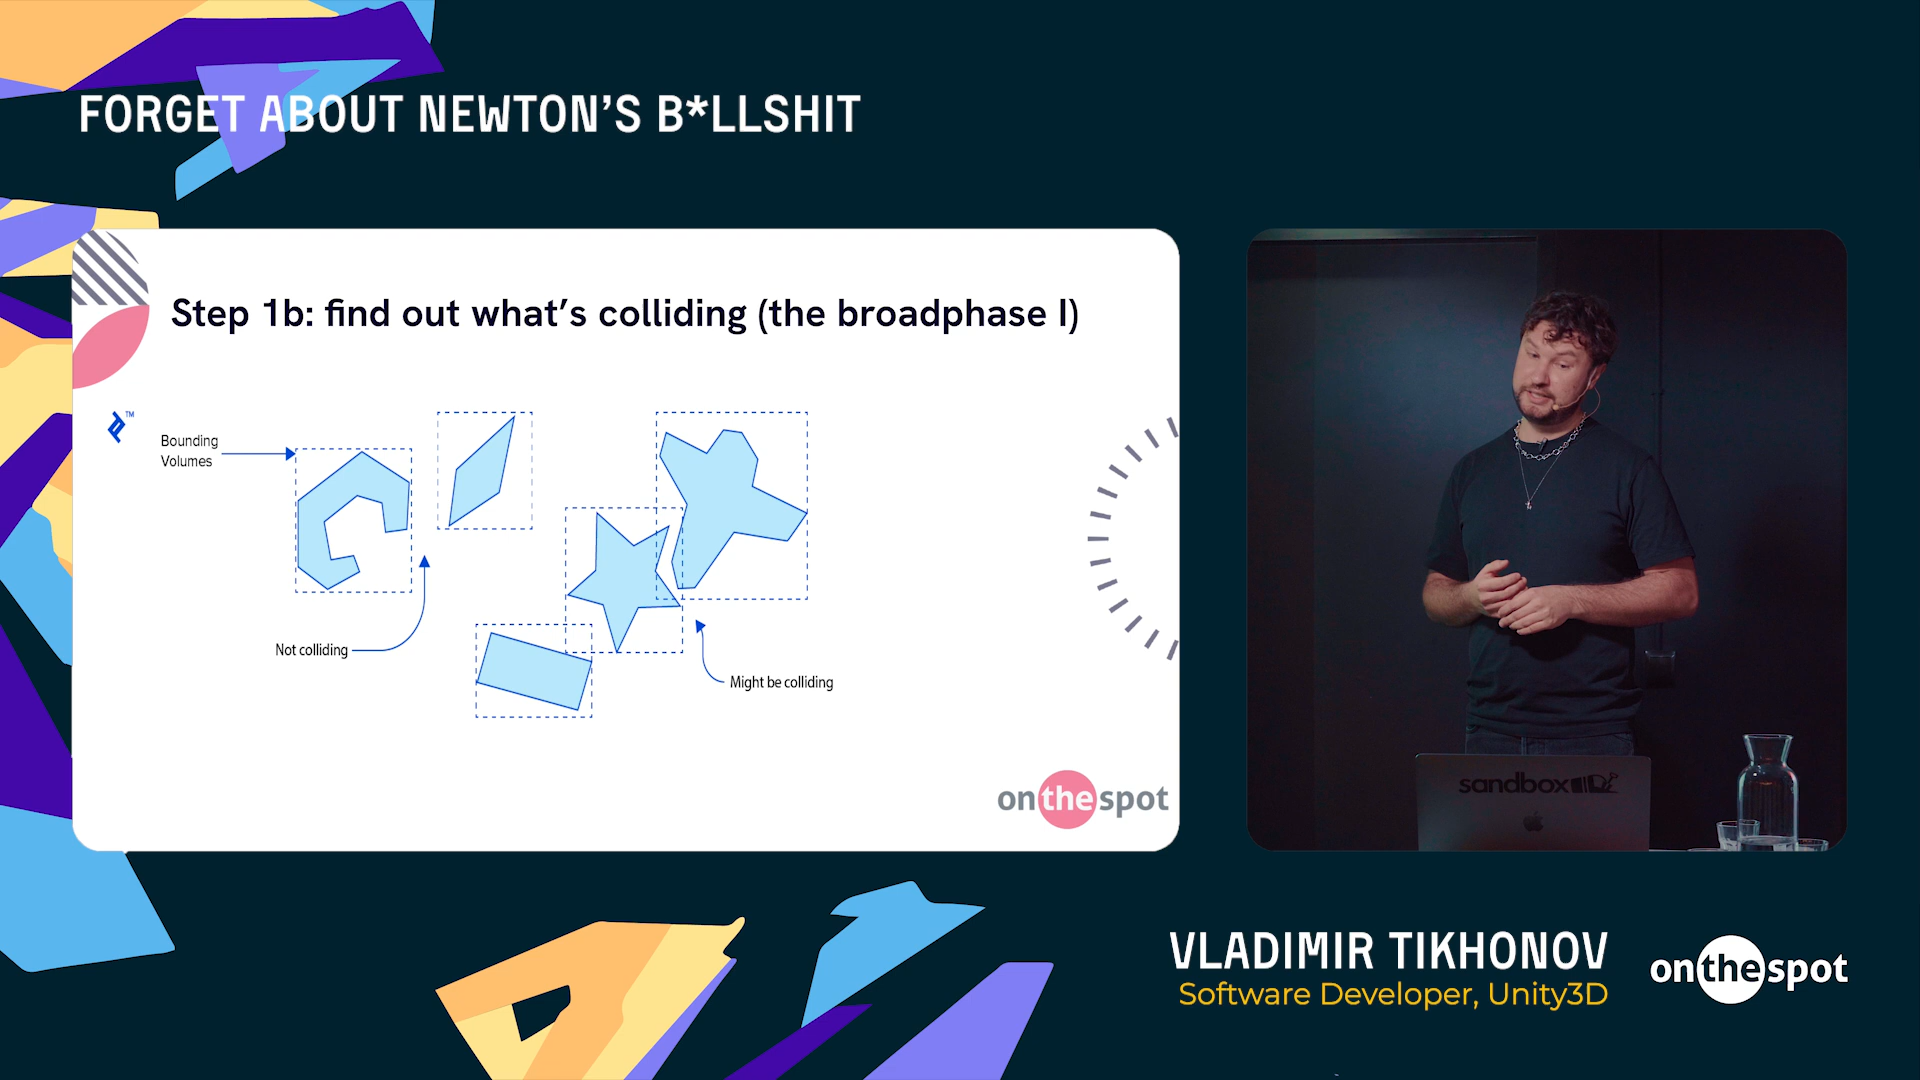 FORGET ABOUT NEWTON'S B*LLSHIT
Step 1b: find out what's colliding (the broadphase I)
TM
Bounding
Volumes
Not colliding
Might be colliding
onthespot
sandbox
VLADIMIR TIKHONOV
Software Developer, Unity3D
onthespot